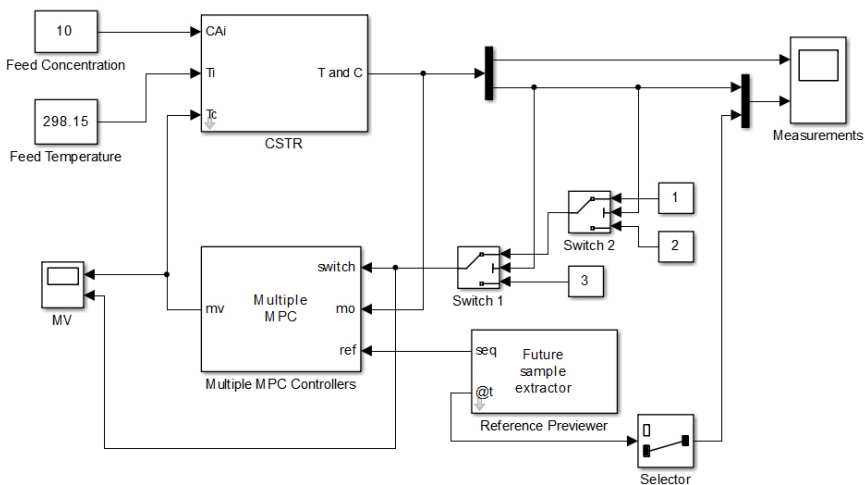 10
Feed Concentration
298.15
Feed Temperature
CAi
Ti
Tc
T and C
CSTR
Measurements
1
2
Switch 2
3
Switch 1
MV
switch
mv
Multiple
MPC
mo
ref
Multiple MPC Controllers
seq
@t
Future
sample
extractor
Reference Previewer
Selector